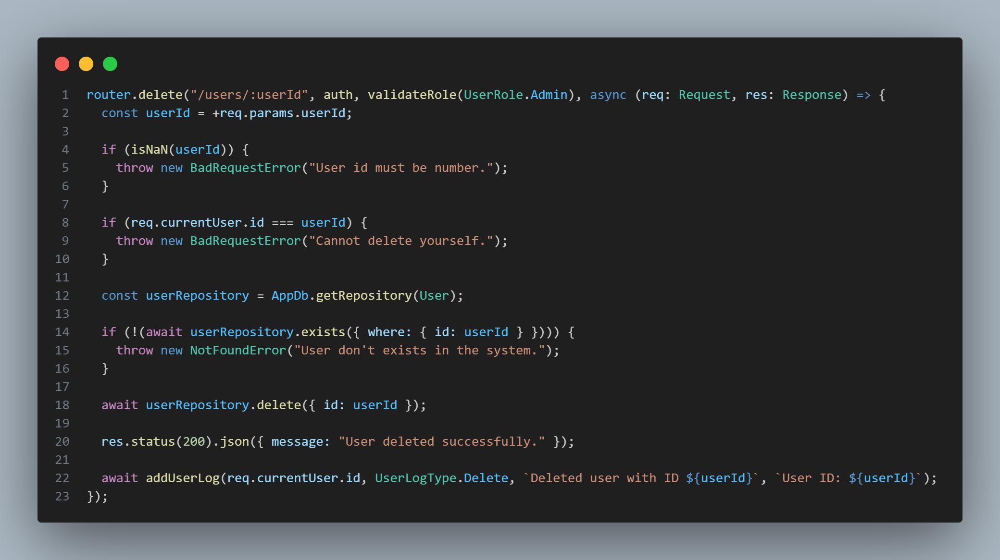 1 router.delete("/users/:userId", auth, validateRole(UserRole.Admin), async (req: Request, res: Response) => {
2   const userId = +req.params.userId;
3
4   if (isNaN(userId)) {
5     throw new BadRequestError("User id must be number.");
6   }
7
8   if (req.currentUser.id === userId) {
9     throw new BadRequestError("Cannot delete yourself.");
10   }
11
12   const userRepository = AppDb.getRepository(User);
13
14   if (!(await userRepository.exists({ where: { id: userId } }))) {
15     throw new NotFoundError("User don't exists in the system.");
16   }
17
18   await userRepository.delete({ id: userId });
19
20   res.status(200).json({ message: "User deleted successfully." });
21
22   await addUserLog(req.currentUser.id, UserLogType.Delete, `Deleted user with ID ${userId}`, `User ID: ${userId}`);
23 });